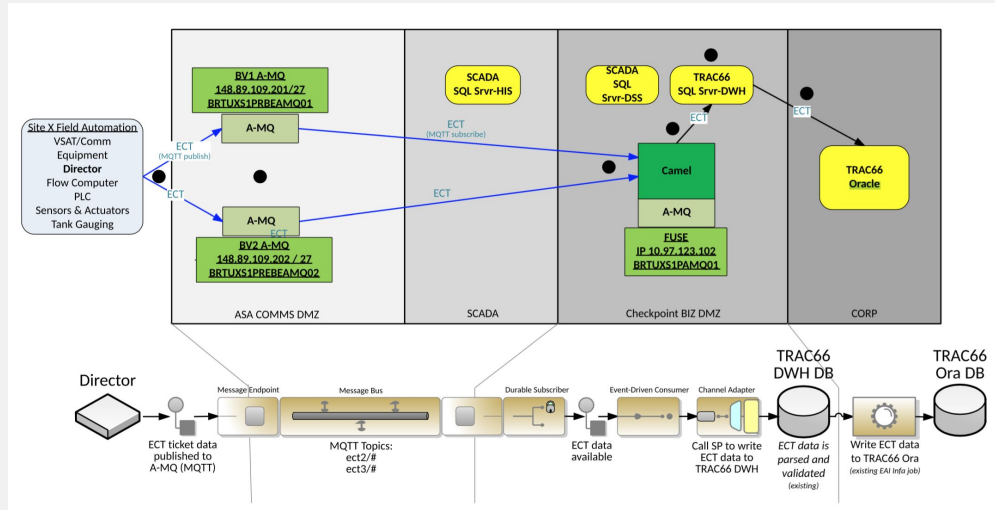 BV1 A-MQ
148.89.109.201/27
BRTUXS1PRBEAMQ01
A-MQ
Site X Field Automation
VSAT/Comm
Equipment
Director
Flow Computer
PLC
Sensors & Actuators
Tank Gauging
ECT
(MQTT publish)
ECT
A-MQ
ECT
BV2 A-MQ
148.89.109.202 / 27
BRTUXS1PREBEAMQ02
ASA COMMS DMZ
SCADA
SQL Srvr-HIS
ECT
(MQTT subscribe)
ECT
SCADA
SCADA
SQL
Srvr-DSS
TRAC66
SQL Srvr-DWH
ECT
Camel
A-MQ
FUSE
IP 10.97.123.102
BRTUXS1PAMQ01
Checkpoint BIZ DMZ
ECT
TRAC66
Oracle
CORP
Director
ECT ticket data
published to
A-MQ (MQTT)
Message Endpoint
Message Bus
MQTT Topics:
ect2/#
ect3/#
Durable Subscriber
ECT data
available
Event-Driven Consumer
Channel Adapter
Call SP to write
ECT data to
TRAC66 DWH
TRAC66
DWH DB
ECT data is
parsed and
validated
(existing)
Write ECT data
to TRAC66 Ora
(existing EAI Infa job)
TRAC66
Ora DB